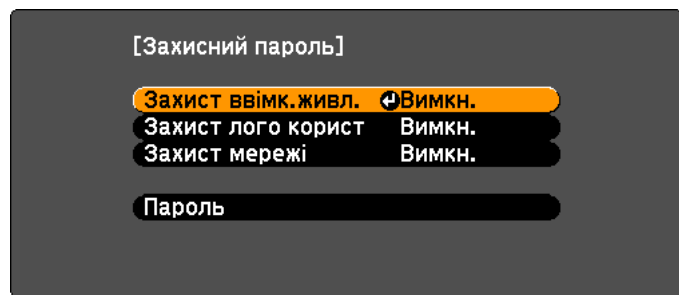 [Захисний пароль]
Захист ввімк.живл. Вимкн.
Захист лого корист Вимкн.
Захист мережі Вимкн.
Пароль